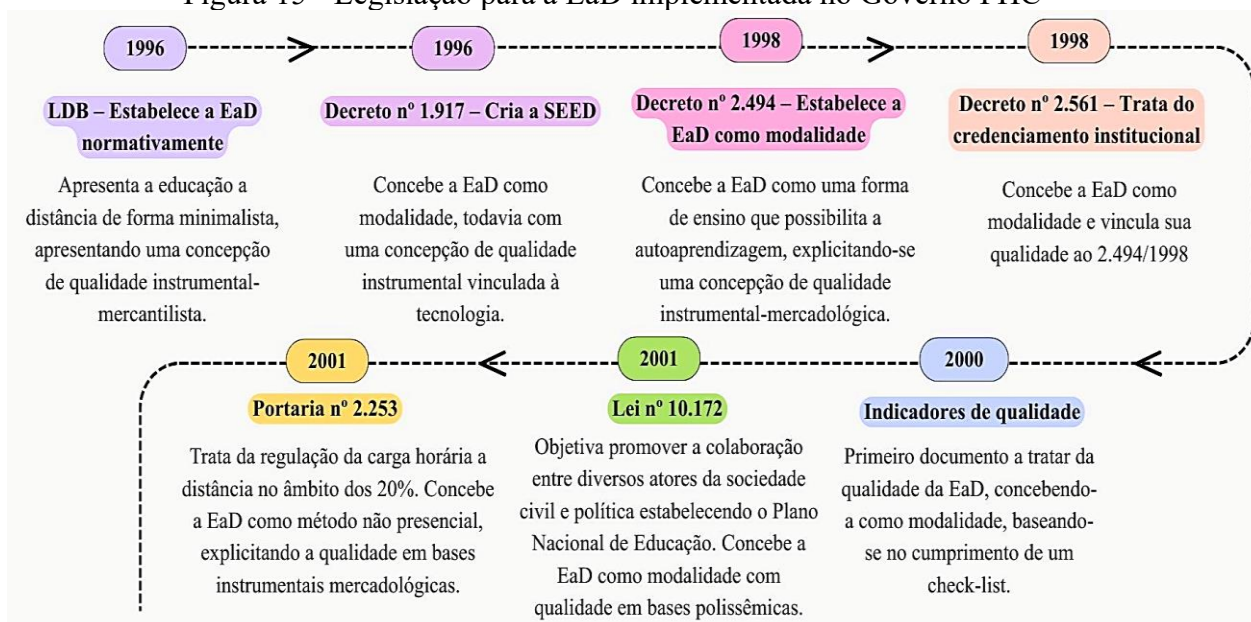 Figura 15 - Legislação para a EaD implementada no Governo FHC
1996
LDB – Estabelece a EaD
normativamente
Apresenta a educação a
distância de forma minimalista,
apresentando uma concepção
de qualidade instrumental-
mercantilista.
1996
Decreto nº 1.917 – Cria a SEED
Concebe a EaD como
modalidade, todavia com
uma concepção de qualidade
instrumental vinculada à
tecnologia.
1998
Decreto nº 2.494 – Estabelece a
EaD como modalidade
Concebe a EaD como uma forma
de ensino que possibilita a
autoaprendizagem, explicitando-se
uma concepção de qualidade
instrumental-mercadológica.
1998
Decreto nº 2.561 – Trata do
credenciamento institucional
Concebe a EaD como
modalidade e vincula sua
qualidade ao 2.494/1998
2000
Indicadores de qualidade
Primeiro documento a tratar da
qualidade da EaD, concebendo-
a como modalidade, baseando-
se no cumprimento de um
check-list.
2001
Lei nº 10.172
Objetiva promover a colaboração
entre diversos atores da sociedade
civil e política estabelecendo o Plano
Nacional de Educação. Concebe a
EaD como modalidade com
qualidade em bases polissêmicas.
2001
Portaria nº 2.253
Trata da regulação da carga horária a
distância no âmbito dos 20%. Concebe
a EaD como método não presencial,
explicitando a qualidade em bases
instrumentais mercadológicas.